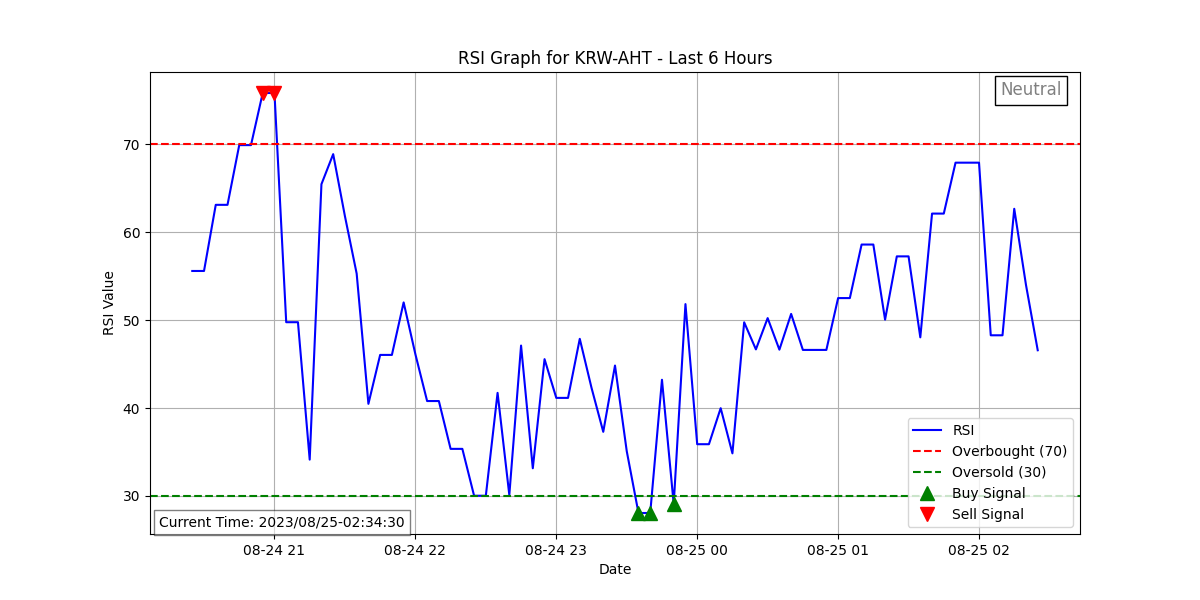 RSI Graph for KRW-AHT - Last 6 Hours
Neutral
RSI Value
70
60
50
40
30
RSI
Overbought (70)
Oversold (30)
Buy Signal
Sell Signal
Current Time: 2023/08/25-02:34:30
08-24 21
08-24 22
08-24 23
08-25 00
08-25 01
08-25 02
Date